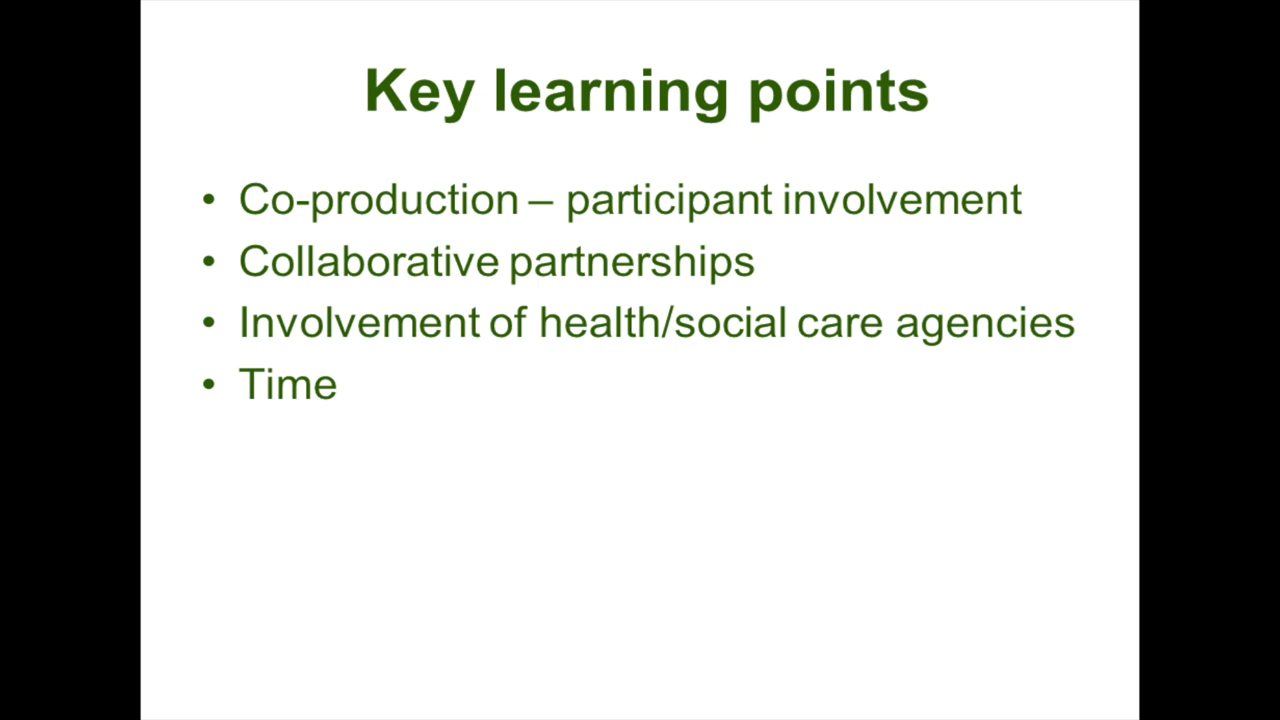 Key learning points
• Co-production – participant involvement
• Collaborative partnerships
• Involvement of health/social care agencies
• Time